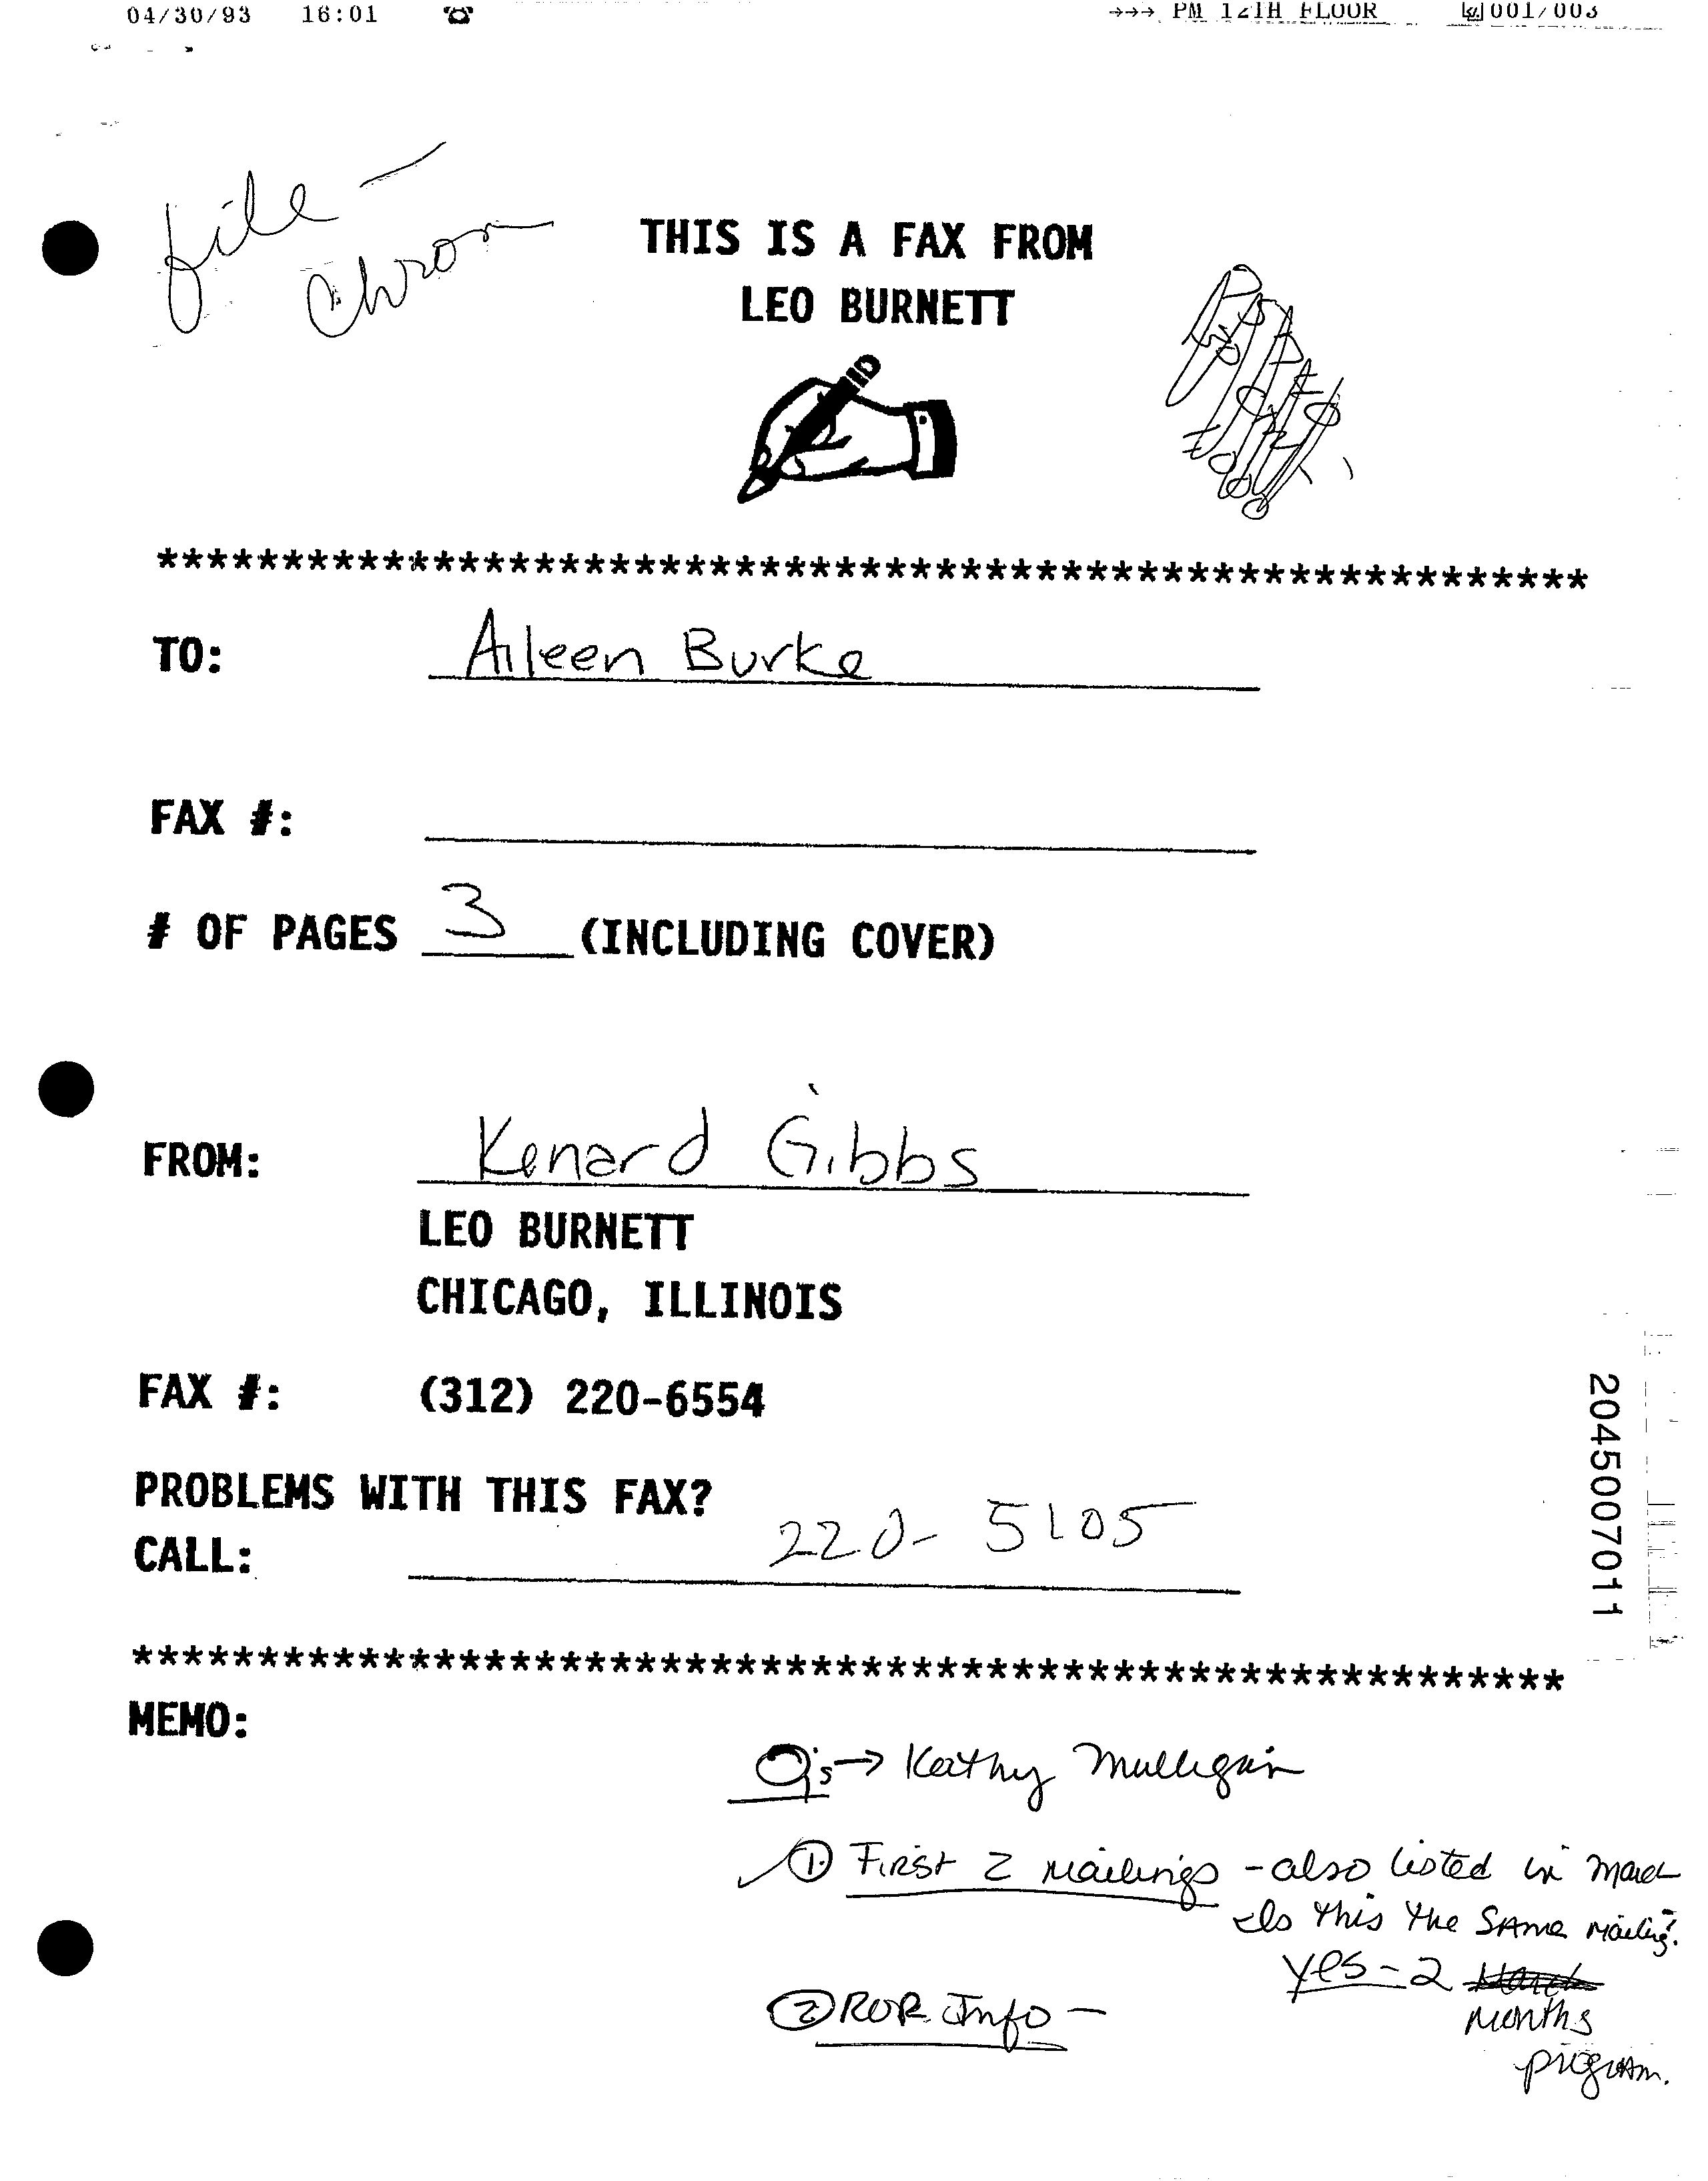 04/30/93 16:01 ☎ →→→ PM 12TH FLOOR 001/003
file -
Chron
THIS IS A FAX FROM
LEO BURNETT
*********************************************************
TO: Aileen Burke
FAX #:
# OF PAGES 3 (INCLUDING COVER)
FROM: Kenard Gibbs
LEO BURNETT
CHICAGO, ILLINOIS
FAX #: (312) 220-6554
PROBLEMS WITH THIS FAX?
CALL: 220-5105
2045007011
*********************************************************
MEMO:
Q's → Kathy Mulligan
✓ ① First 2 mailings - also listed in March
Is this the SAME mailing?
yes - 2
months
program.
② ROR Info -